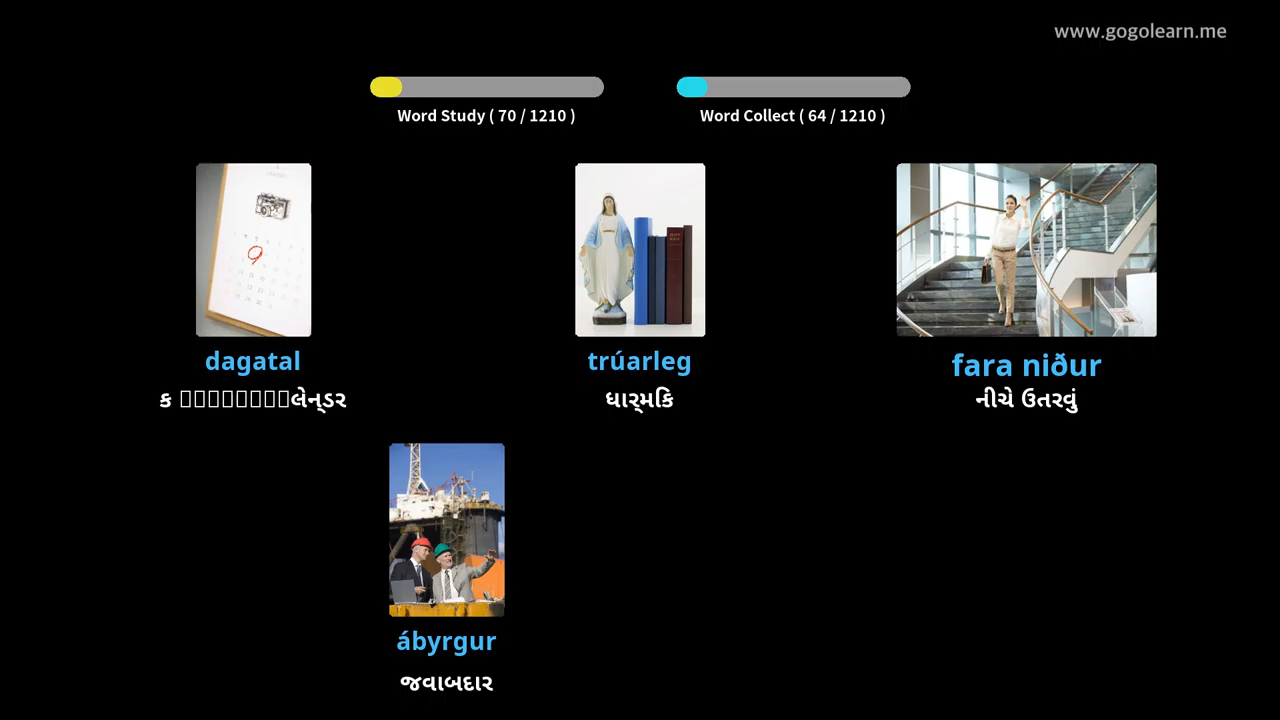 www.gogolearn.me
Word Study ( 70 / 1210 )
Word Collect ( 64 / 1210 )
dagatal
trúarleg
fara niður
ક □□□□□□□□લેન્ડર
ધાર્મિક
નીચે ઉતરવું
ábyrgur
જવાબદાર